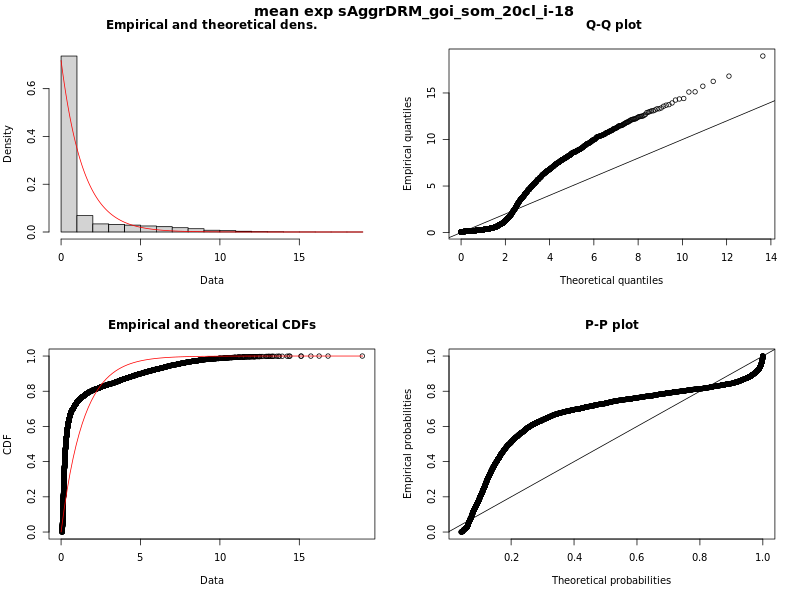 mean exp sAggrDRM_goi_som_20cl_i-18
Empirical and theoretical dens.
Density
0.0 0.2 0.4 0.6
0 5 10 15
Data
Q-Q plot
Empirical quantiles
0 5 10 15
0 2 4 6 8 10 12 14
Theoretical quantiles
Empirical and theoretical CDFs
CDF
0.0 0.2 0.4 0.6 0.8 1.0
0 5 10 15
Data
P-P plot
Empirical probabilities
0.0 0.2 0.4 0.6 0.8 1.0
0.2 0.4 0.6 0.8 1.0
Theoretical probabilities